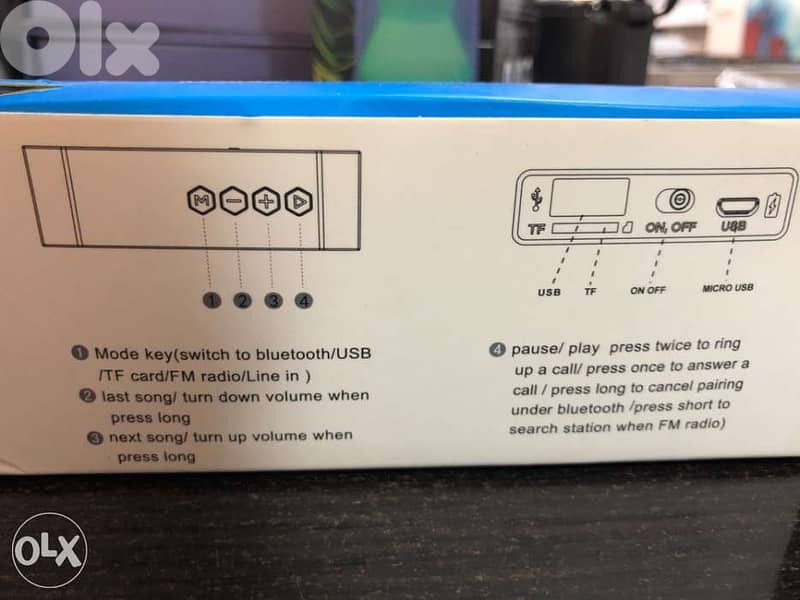 OLX
M − +
TF
ON, OFF
USB
USB
TF
ON OFF
MICRO USB
1 2 3 4
1 Mode key(switch to bluetooth/USB
/TF card/FM radio/Line in )
2 last song/ turn down volume when
press long
3 next song/ turn up volume when
press long
4 pause/ play press twice to ring
up a call/ press once to answer a
call / press long to cancel pairing
under bluetooth /press short to
search station when FM radio)
OLX